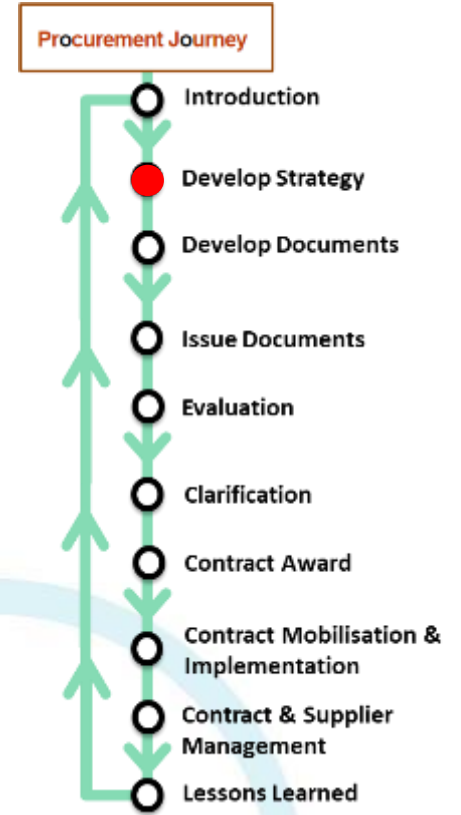 Procurement Journey
Introduction
Develop Strategy
Develop Documents
Issue Documents
Evaluation
Clarification
Contract Award
Contract Mobilisation &
Implementation
Contract & Supplier
Management
Lessons Learned